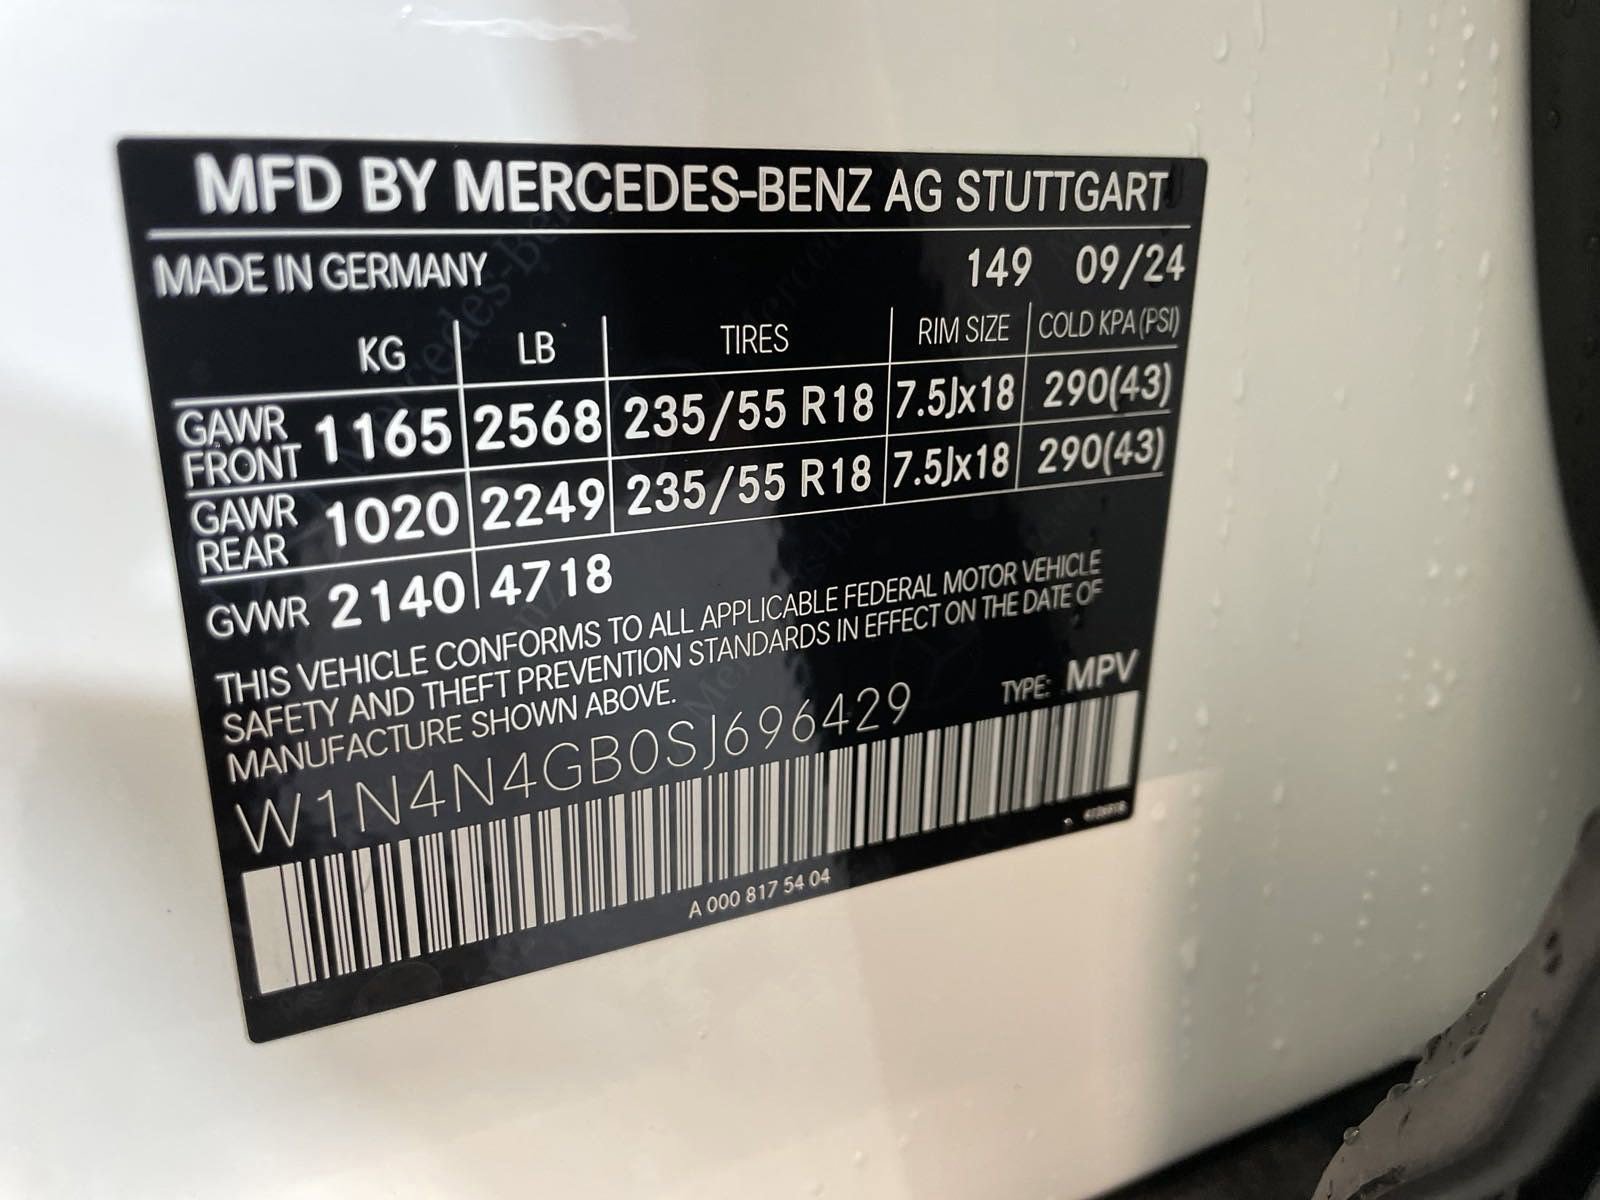 MFD BY MERCEDES-BENZ AG STUTTGART
MADE IN GERMANY 149 09/24
KG LB TIRES RIM SIZE COLD KPA (PSI)
GAWR FRONT 1165 2568 235/55 R18 7.5Jx18 290(43)
GAWR REAR 1020 2249 235/55 R18 7.5Jx18 290(43)
GVWR 2140 4718
THIS VEHICLE CONFORMS TO ALL APPLICABLE FEDERAL MOTOR VEHICLE
SAFETY AND THEFT PREVENTION STANDARDS IN EFFECT ON THE DATE OF
MANUFACTURE SHOWN ABOVE.
W1N4N4GB0SJ696429 TYPE: MPV
A 000 817 54 04